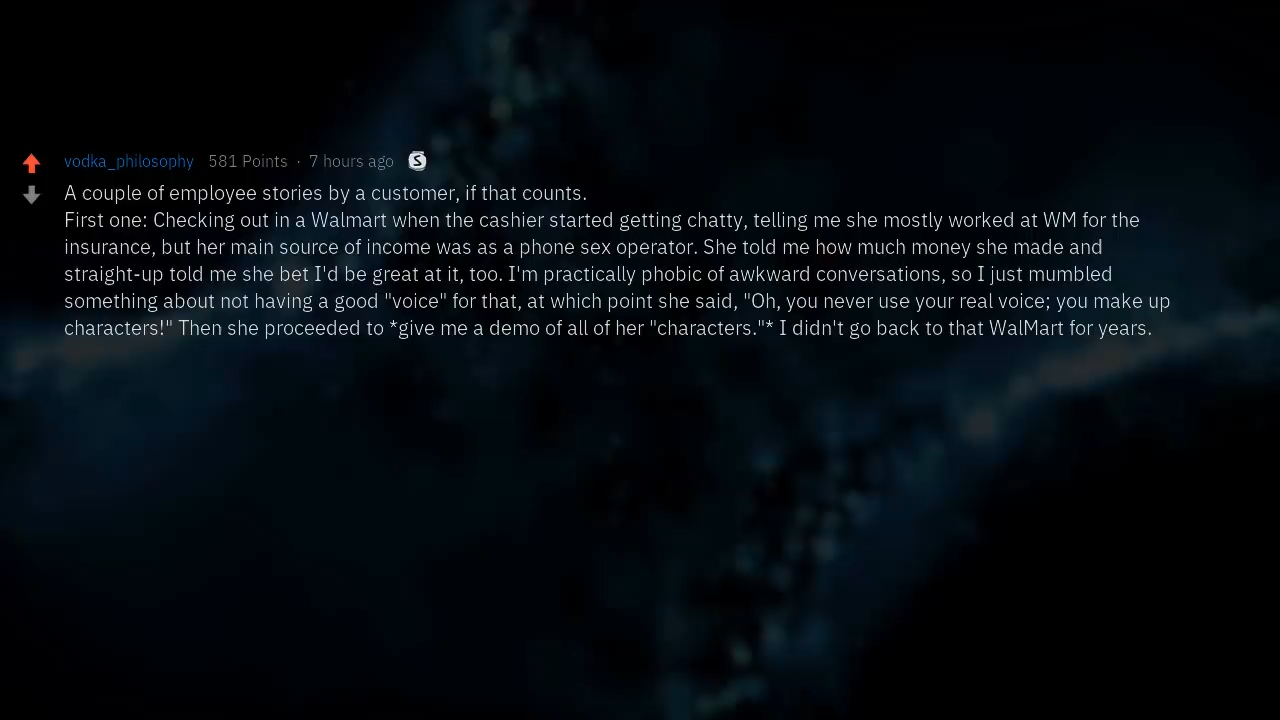 vodka_philosophy 581 Points · 7 hours ago S
A couple of employee stories by a customer, if that counts.
First one: Checking out in a Walmart when the cashier started getting chatty, telling me she mostly worked at WM for the
insurance, but her main source of income was as a phone sex operator. She told me how much money she made and
straight-up told me she bet I'd be great at it, too. I'm practically phobic of awkward conversations, so I just mumbled
something about not having a good "voice" for that, at which point she said, "Oh, you never use your real voice; you make up
characters!" Then she proceeded to *give me a demo of all of her "characters."* I didn't go back to that WalMart for years.